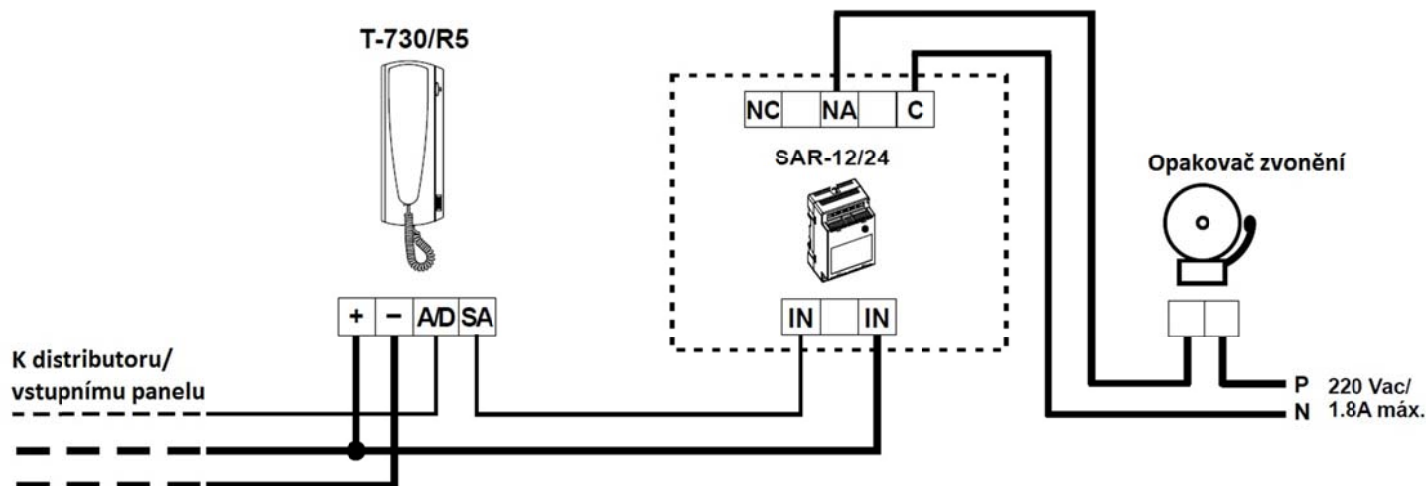 T-730/R5
NC NA C
SAR-12/24
Opakovač zvonění
+ − A/D SA
IN IN
K distributoru/
vstupnímu panelu
P 220 Vac/
N 1.8A máx.